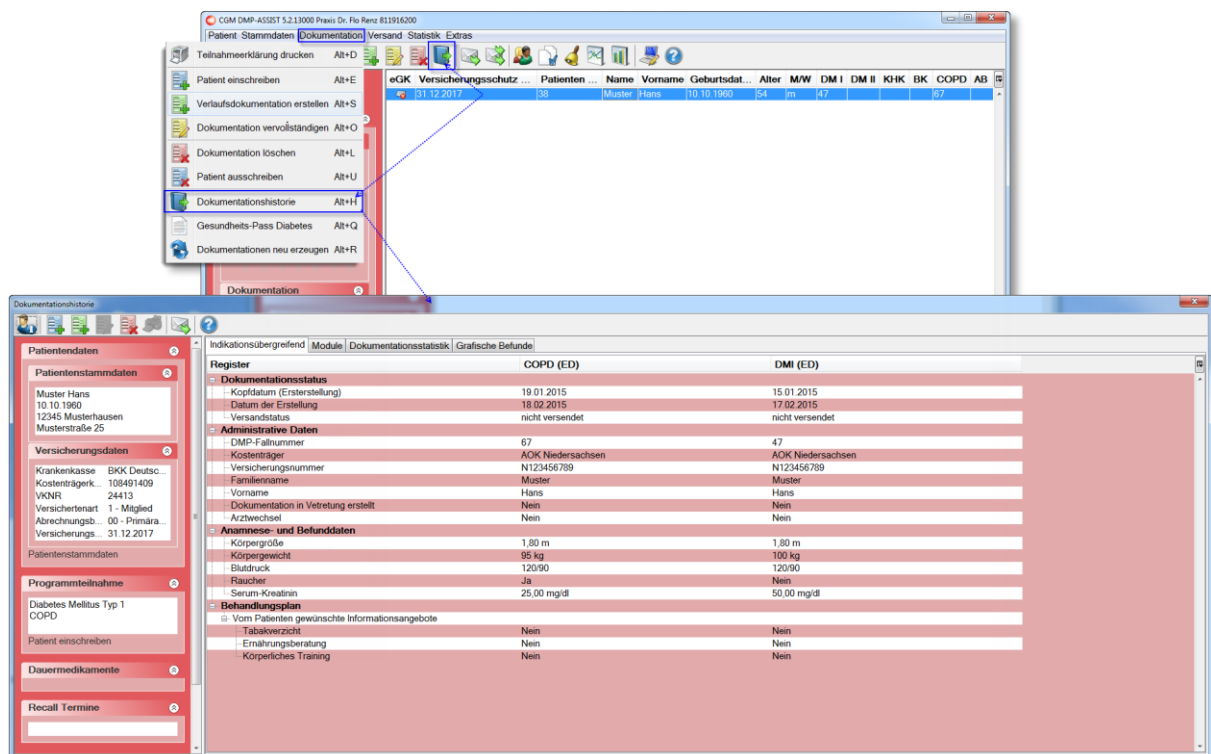 CGM DMP-ASSIST 5.2.13000 Praxis Dr. Flo Renz 811916200
Patient Stammdaten Dokumentation Versand Statistik Extras
Teilnahmeerklärung drucken Alt+D
Patient einschreiben Alt+E
Verlaufsdokumentation erstellen Alt+S
Dokumentation vervollständigen Alt+O
Dokumentation löschen Alt+L
Patient ausschreiben Alt+U
Dokumentationshistorie Alt+H
Gesundheits-Pass Diabetes Alt+Q
Dokumentationen neu erzeugen Alt+R
eGK Versicherungsschutz ... Patienten ... Name Vorname Geburtsdat... Alter M/W DM I DM II KHK BK COPD AB
31.12.2017 38 Muster Hans 10.10.1960 54 m 47 67
Dokumentation
Dokumentationshistorie
Patientendaten
Patientenstammdaten
Muster Hans
10.10.1960
12345 Musterhausen
Musterstraße 25
Versicherungsdaten
Krankenkasse BKK Deutsc...
Kostenträgerk... 108491409
VKNR 24413
Versichertenart 1 - Mitglied
Abrechnungsb... 00 - Primära...
Versicherungs... 31.12.2017
Patientenstammdaten
Programmteilnahme
Diabetes Mellitus Typ 1
COPD
Patient einschreiben
Dauermedikamente
Recall Termine
Indikationsübergreifend Module Dokumentationsstatistik Grafische Befunde
Register COPD (ED) DMI (ED)
Dokumentationsstatus
Kopfdatum (Ersterstellung) 19.01.2015 15.01.2015
Datum der Erstellung 18.02.2015 17.02.2015
Versandstatus nicht versendet nicht versendet
Administrative Daten
DMP-Fallnummer 67 47
Kostenträger AOK Niedersachsen AOK Niedersachsen
Versicherungsnummer N123456789 N123456789
Familienname Muster Muster
Vorname Hans Hans
Dokumentation in Vetretung erstellt Nein Nein
Arztwechsel Nein Nein
Anamnese- und Befunddaten
Körpergröße 1,80 m 1,80 m
Körpergewicht 95 kg 100 kg
Blutdruck 120/90 120/90
Raucher Ja Nein
Serum-Kreatinin 25,00 mg/dl 50,00 mg/dl
Behandlungsplan
Vom Patienten gewünschte Informationsangebote
Tabakverzicht Nein Nein
Ernährungsberatung Nein Nein
Körperliches Training Nein Nein